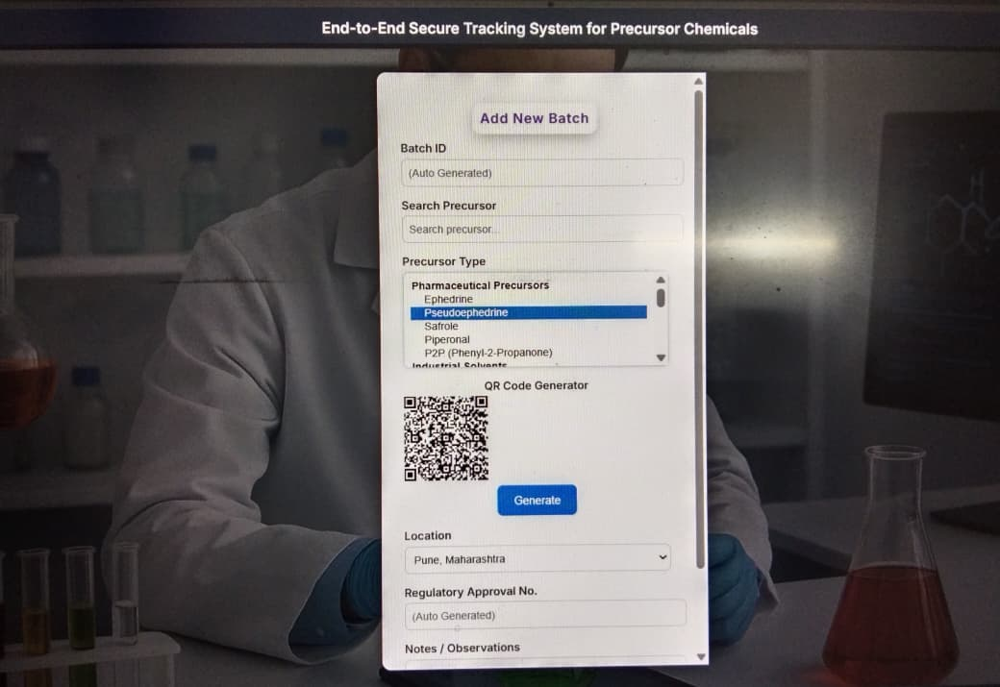 End-to-End Secure Tracking System for Precursor Chemicals
Add New Batch
Batch ID
(Auto Generated)
Search Precursor
Search precursor...
Precursor Type
Pharmaceutical Precursors
Ephedrine
Pseudoephedrine
Safrole
Piperonal
P2P (Phenyl-2-Propanone)
Industrial Solvents
QR Code Generator
Generate
Location
Pune, Maharashtra
Regulatory Approval No.
(Auto Generated)
Notes / Observations